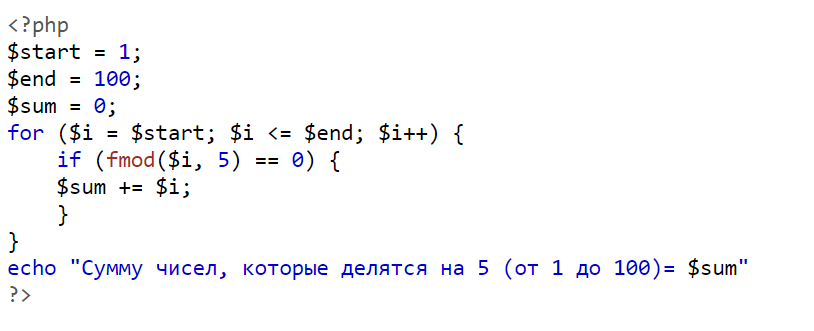 <?php
$start = 1;
$end = 100;
$sum = 0;
for ($i = $start; $i <= $end; $i++) {
    if (fmod($i, 5) == 0) {
    $sum += $i;
    }
}
echo "Сумму чисел, которые делятся на 5 (от 1 до 100)= $sum"
?>